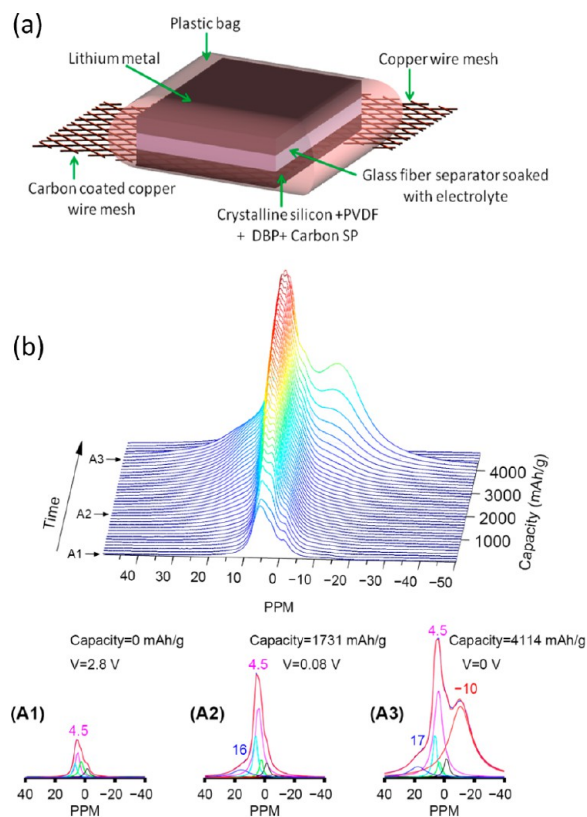 (a)
Plastic bag
Lithium metal
Copper wire mesh
Carbon coated copper
wire mesh
Glass fiber separator soaked
with electrolyte
Crystalline silicon +PVDF
+ DBP+ Carbon SP
(b)
Time
A3
A2
A1
4000
3000
2000
1000
Capacity (mAh/g)
40 30 20 10 0 -10 -20 -30 -40 -50
PPM
Capacity=0 mAh/g
V=2.8 V
(A1)
4.5
40 20 0 -20 -40
PPM
Capacity=1731 mAh/g
V=0.08 V
(A2)
4.5
16
40 20 0 -20 -40
PPM
Capacity=4114 mAh/g
V=0 V
(A3)
4.5
-10
17
40 20 0 -20 -40
PPM